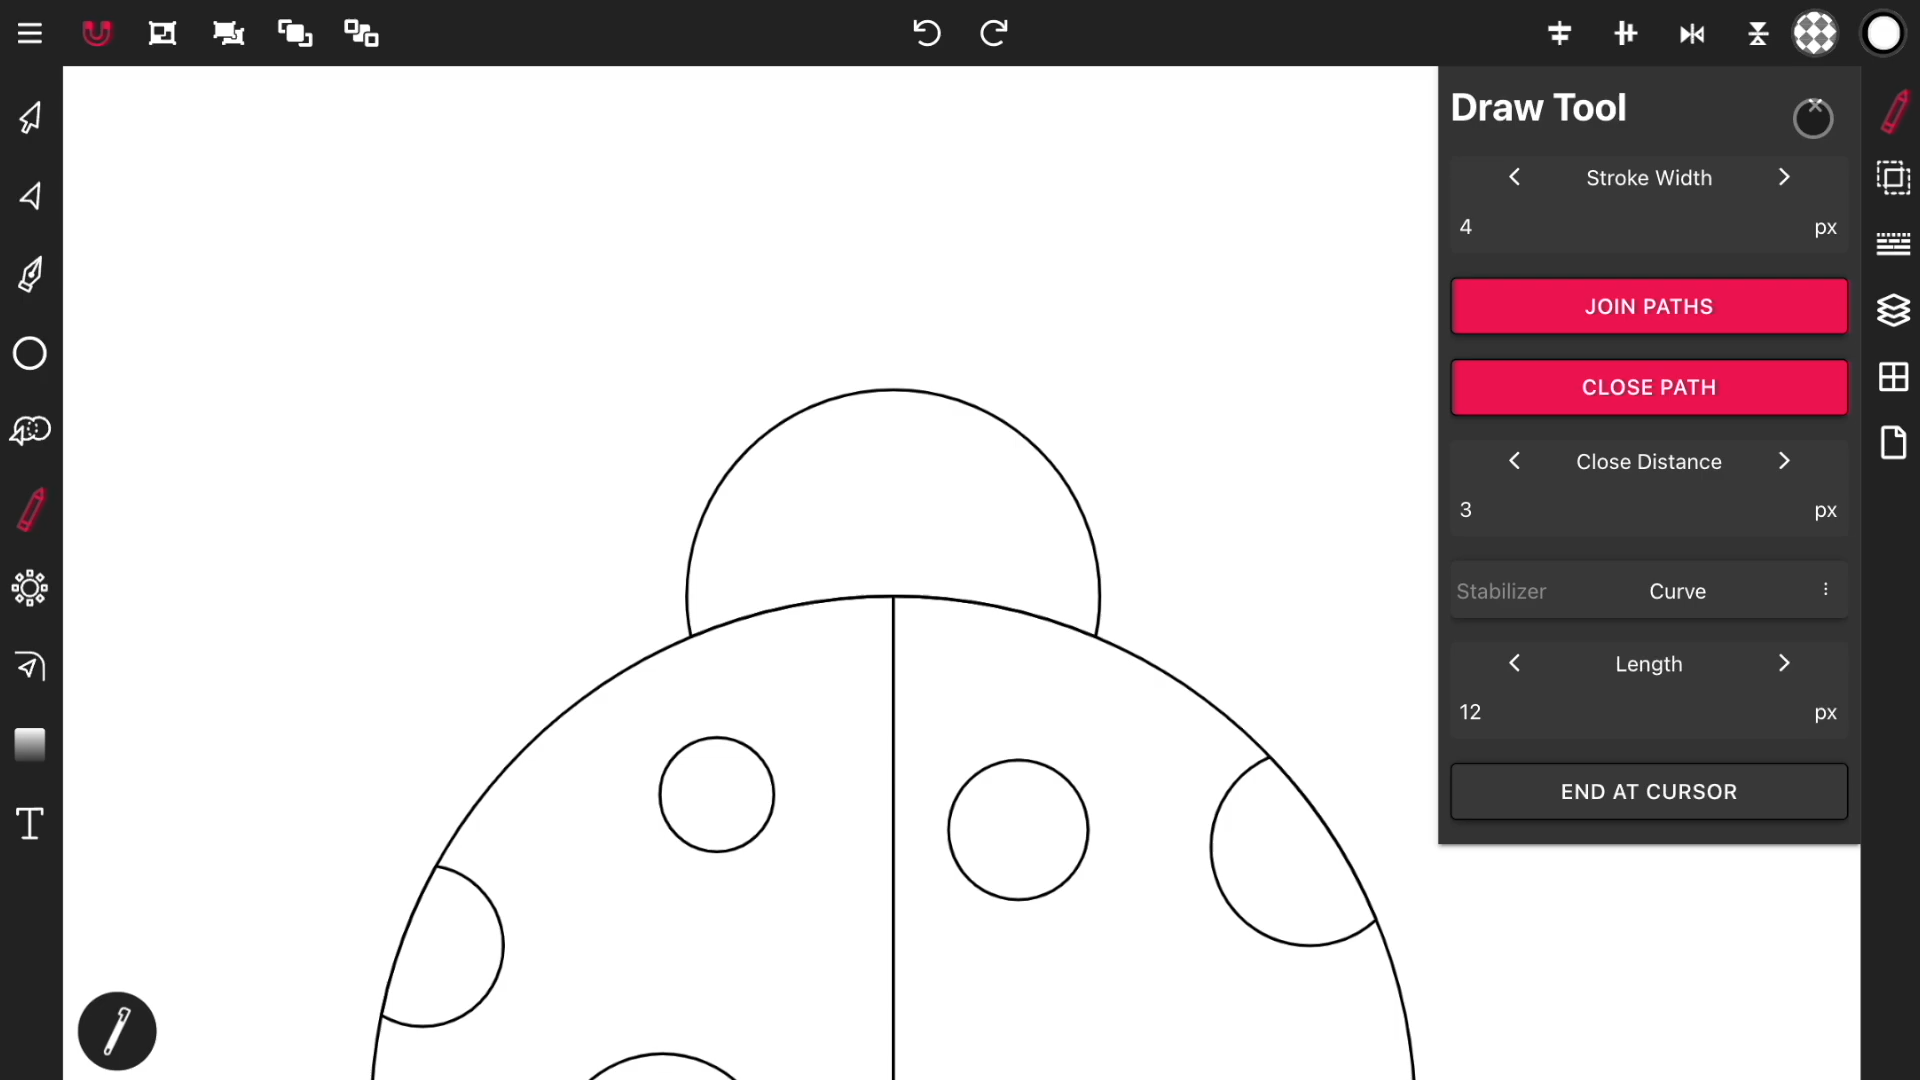 Draw Tool
Stroke Width
4 px
JOIN PATHS
CLOSE PATH
Close Distance
3 px
Stabilizer Curve
Length
12 px
END AT CURSOR
T